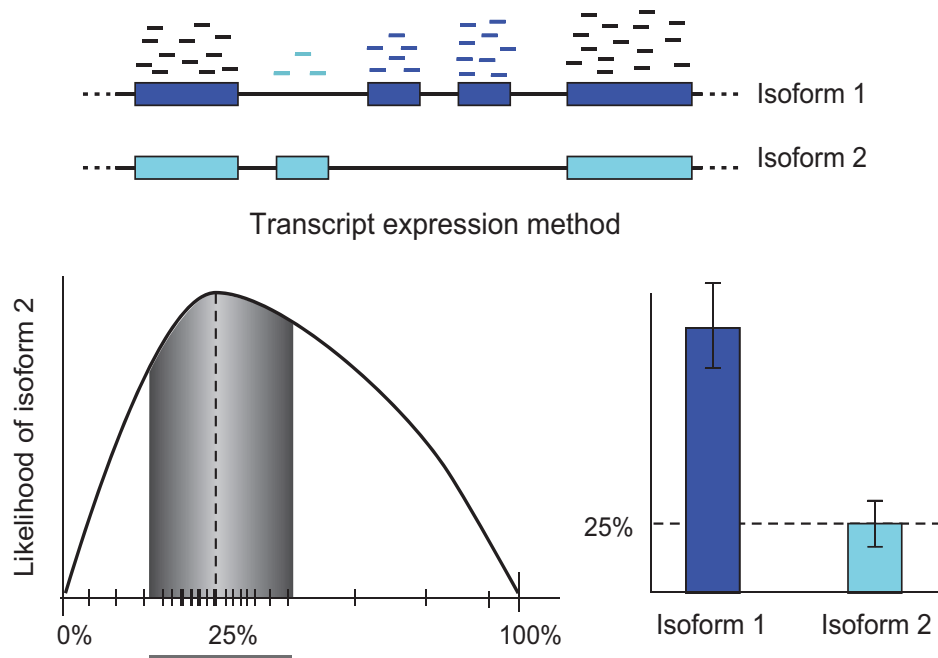 Isoform 1
Isoform 2
Transcript expression method
Likelihood of isoform 2
0%
25%
100%
25%
Isoform 1
Isoform 2